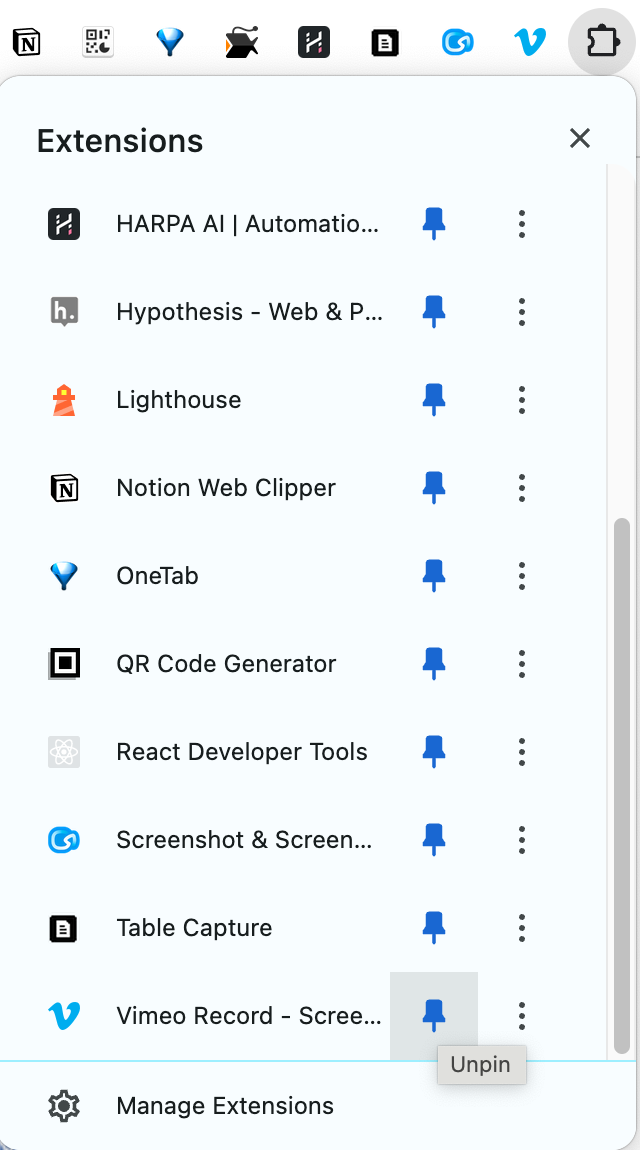 Extensions
HARPA AI | Automatio...
Hypothesis - Web & P...
Lighthouse
Notion Web Clipper
OneTab
QR Code Generator
React Developer Tools
Screenshot & Screen...
Table Capture
Vimeo Record - Scree...
Unpin
Manage Extensions